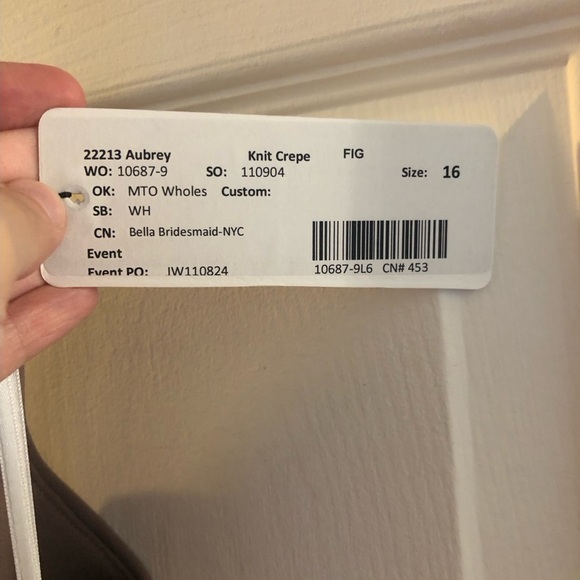 22213 Aubrey Knit Crepe FIG
WO: 10687-9 SO: 110904 Size: 16
OK: MTO Wholes Custom:
SB: WH
CN: Bella Bridesmaid-NYC
Event
Event PO: JW110824
10687-9L6 CN# 453